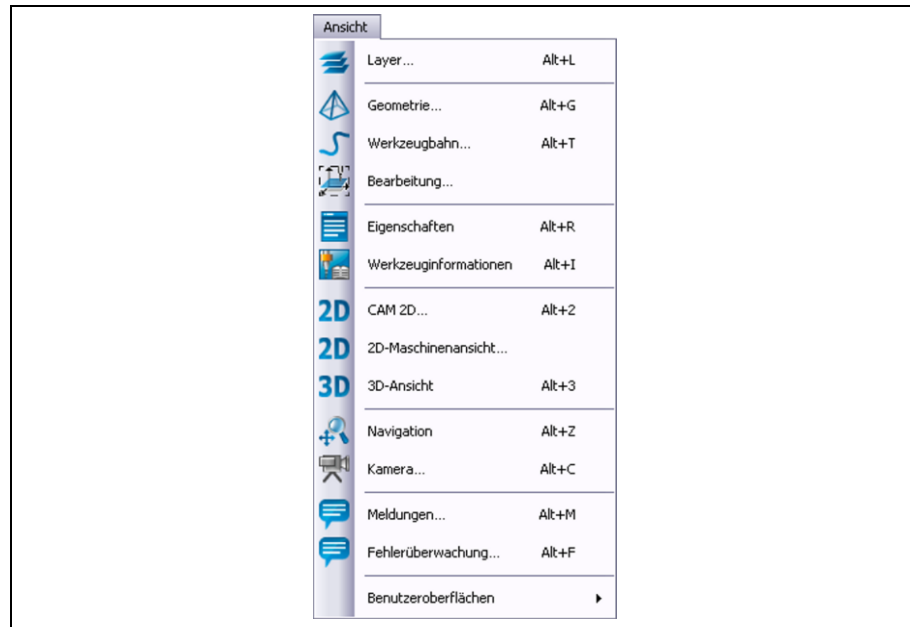 Ansicht
Layer... Alt+L
Geometrie... Alt+G
Werkzeugbahn... Alt+T
Bearbeitung...
Eigenschaften Alt+R
Werkzeuginformationen Alt+I
2D CAM 2D... Alt+2
2D 2D-Maschinenansicht...
3D 3D-Ansicht Alt+3
Navigation Alt+Z
Kamera... Alt+C
Meldungen... Alt+M
Fehlerüberwachung... Alt+F
Benutzeroberflächen